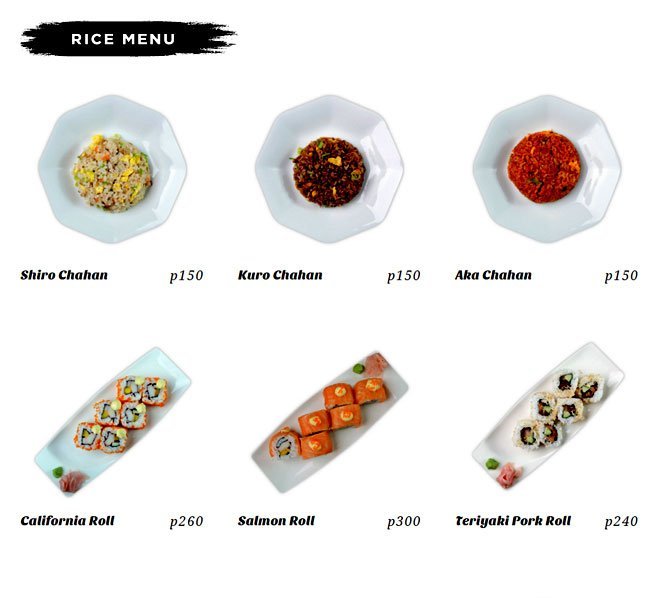 RICE MENU
Shiro Chahan p150 Kuro Chahan p150 Aka Chahan p150
California Roll p260 Salmon Roll p300 Teriyaki Pork Roll p240